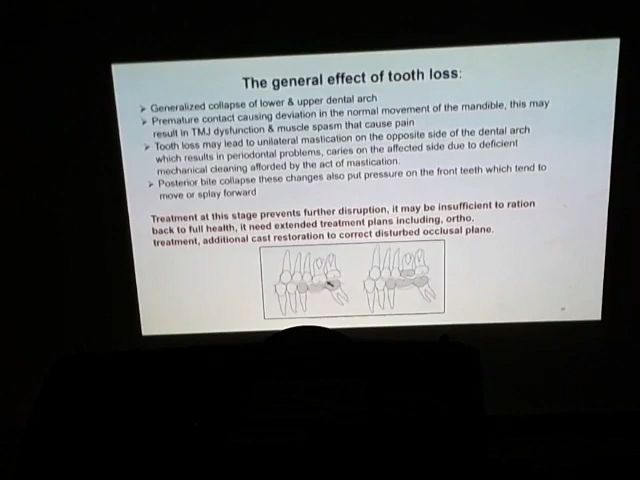 The general effect of tooth loss:
➢ Generalized collapse of lower & upper dental arch
➢ Premature contact causing deviation in the normal movement of the mandible, this may
result in TMJ dysfunction & muscle spasm that cause pain
➢ Tooth loss may lead to unilateral mastication on the opposite side of the dental arch
which results in periodontal problems, caries on the affected side due to deficient
mechanical cleaning afforded by the act of mastication.
➢ Posterior bite collapse these changes also put pressure on the front teeth which tend to
move or splay forward
Treatment at this stage prevents further disruption, it may be insufficient to ration
back to full health, it need extended treatment plans including, ortho.
treatment, additional cast restoration to correct disturbed occlusal plane.